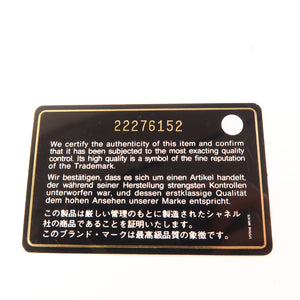 22276152
We certify the authenticity of this item and confirm
that it has been subjected to the most exacting quality
control. Its high quality is a symbol of the fine reputation
of the Trademark.
Wir bestätigen, dass es sich um einen Artikel handelt,
der während seiner Herstellung strengsten Kontrollen
unterworfen war, und dessen erstklassige Qualität
dem hohen Ansehen unserer Marke entspricht.
この製品は厳しい管理のもとに製造されたシャネル
社の商品であることを証明いたします。
このブランド・マークは最高級品質の象徴です。